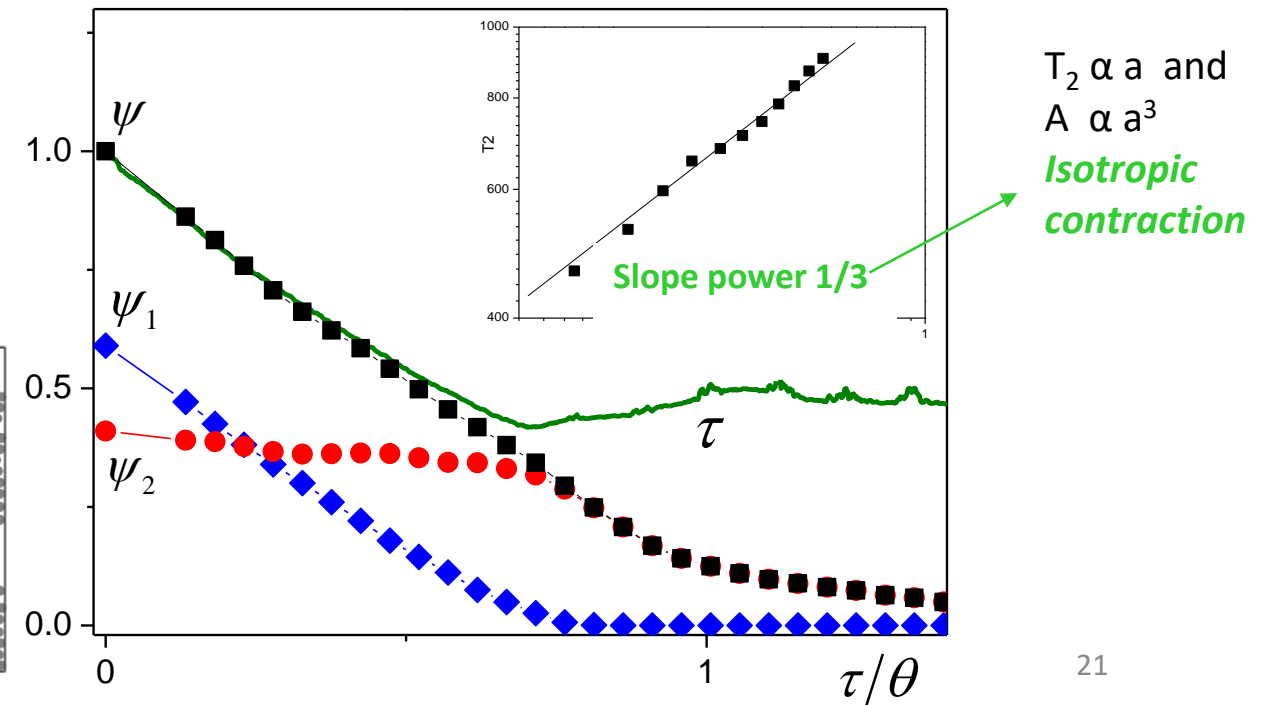 1000
800
600
400
T2
1
Slope power 1/3
T₂ α a and
A α a³
Isotropic
contraction
ψ
1.0
ψ₁
0.5
ψ₂
τ
0.0
0
1
τ/θ
21